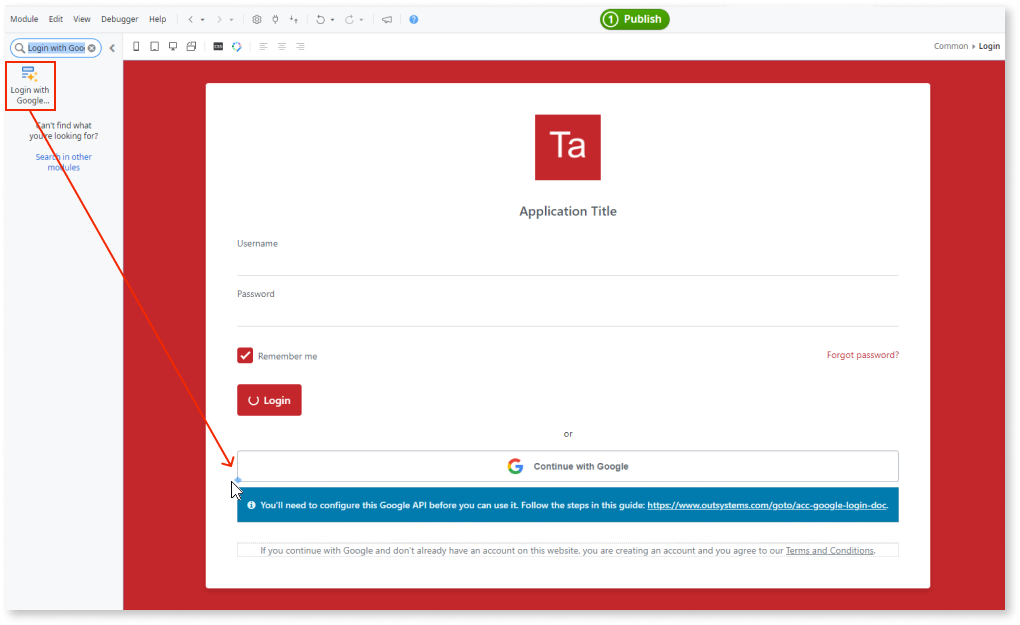 Module Edit View Debugger Help
1 Publish
Login with Goo
CSS
Common Login
Login with
Google...
Can't find what
you're looking for?
Search in other
modules
Ta
Application Title
Username
Password
Remember me
Forgot password?
Login
or
Continue with Google
You'll need to configure this Google API before you can use it. Follow the steps in this guide: https://www.outsystems.com/goto/acc-google-login-doc.
If you continue with Google and don't already have an account on this website, you are creating an account and you agree to our Terms and Conditions.